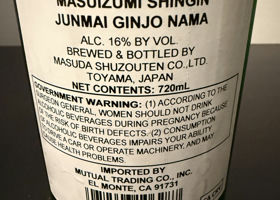 MASUIZUMI SHINGIN
JUNMAI GINJO NAMA
ALC. 16% BY VOL
BREWED & BOTTLED BY
MASUDA SHUZOUTEN CO.,LTD.
TOYAMA, JAPAN
NET CONTENTS: 720mL
GOVERNMENT WARNING: (1) ACCORDING TO THE
SURGEON GENERAL, WOMEN SHOULD NOT DRINK
ALCOHOLIC BEVERAGES DURING PREGNANCY BECAUSE
OF THE RISK OF BIRTH DEFECTS. (2) CONSUMPTION
OF ALCOHOLIC BEVERAGES IMPAIRS YOUR ABILITY
TO DRIVE A CAR OR OPERATE MACHINERY, AND MAY
CAUSE HEALTH PROBLEMS.
IMPORTED BY
MUTUAL TRADING CO., INC.
EL MONTE, CA 91731